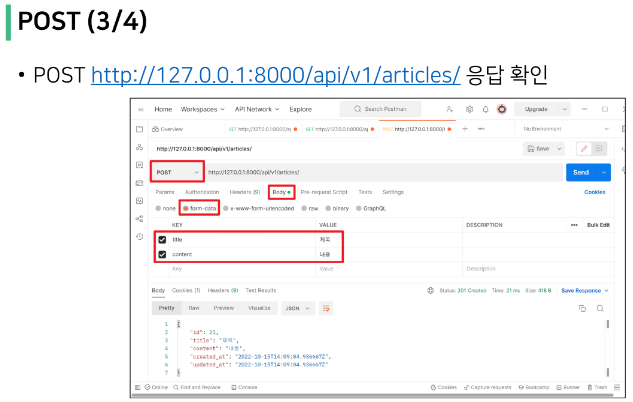 POST (3/4)
• POST http://127.0.0.1:8000/api/v1/articles/ 응답 확인
Home Workspaces API Network Explore Search Postman Upgrade
Overview GET http://127.0.0.1:8000/ap GET http://127.0.0.1:8000/ap POST http://127.0.0.1:8000/ No Environment
http://127.0.0.1:8000/api/v1/articles/ Save
POST http://127.0.0.1:8000/api/v1/articles/ Send
Params Authorization Headers (9) Body Pre-request Script Tests Settings Cookies
none form-data x-www-form-urlencoded raw binary GraphQL
KEY VALUE DESCRIPTION Bulk Edit
title 제목
content 내용
Key Value Description
Body Cookies (1) Headers (9) Test Results Status: 201 Created Time: 21 ms Size: 418 B Save Response
Pretty Raw Preview Visualize JSON
1 {
2 "id": 21,
3 "title": "제목",
4 "content": "내용",
5 "created_at": "2022-10-15T14:09:04.936667Z",
6 "updated_at": "2022-10-15T14:09:04.936667Z"
7 }
Online Find and Replace Console Cookies Capture requests Bootcamp Runner Trash